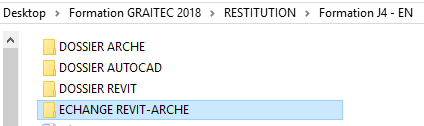 Desktop > Formation GRAITEC 2018 > RESTITUTION > Formation J4 - EN
DOSSIER ARCHE
DOSSIER AUTOCAD
DOSSIER REVIT
ECHANGE REVIT-ARCHE